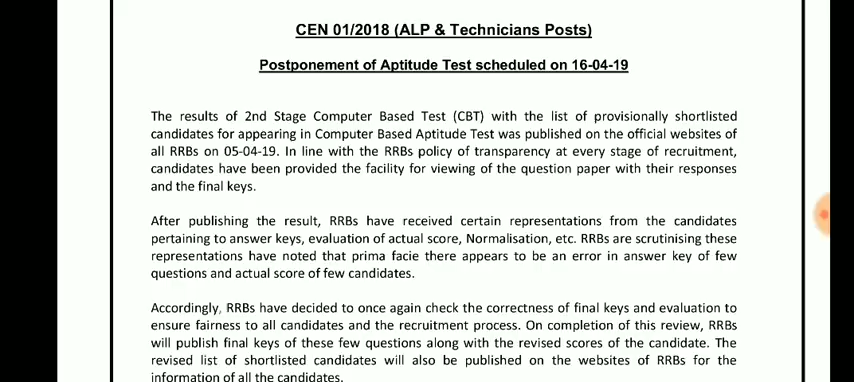 CEN 01/2018 (ALP & Technicians Posts)
Postponement of Aptitude Test scheduled on 16-04-19
The results of 2nd Stage Computer Based Test (CBT) with the list of provisionally shortlisted
candidates for appearing in Computer Based Aptitude Test was published on the official websites of
all RRBs on 05-04-19. In line with the RRBs policy of transparency at every stage of recruitment,
candidates have been provided the facility for viewing of the question paper with their responses
and the final keys.
After publishing the result, RRBs have received certain representations from the candidates
pertaining to answer keys, evaluation of actual score, Normalisation, etc. RRBs are scrutinising these
representations have noted that prima facie there appears to be an error in answer key of few
questions and actual score of few candidates.
Accordingly, RRBs have decided to once again check the correctness of final keys and evaluation to
ensure fairness to all candidates and the recruitment process. On completion of this review, RRBs
will publish final keys of these few questions along with the revised scores of the candidate. The
revised list of shortlisted candidates will also be published on the websites of RRBs for the
information of all the candidates.